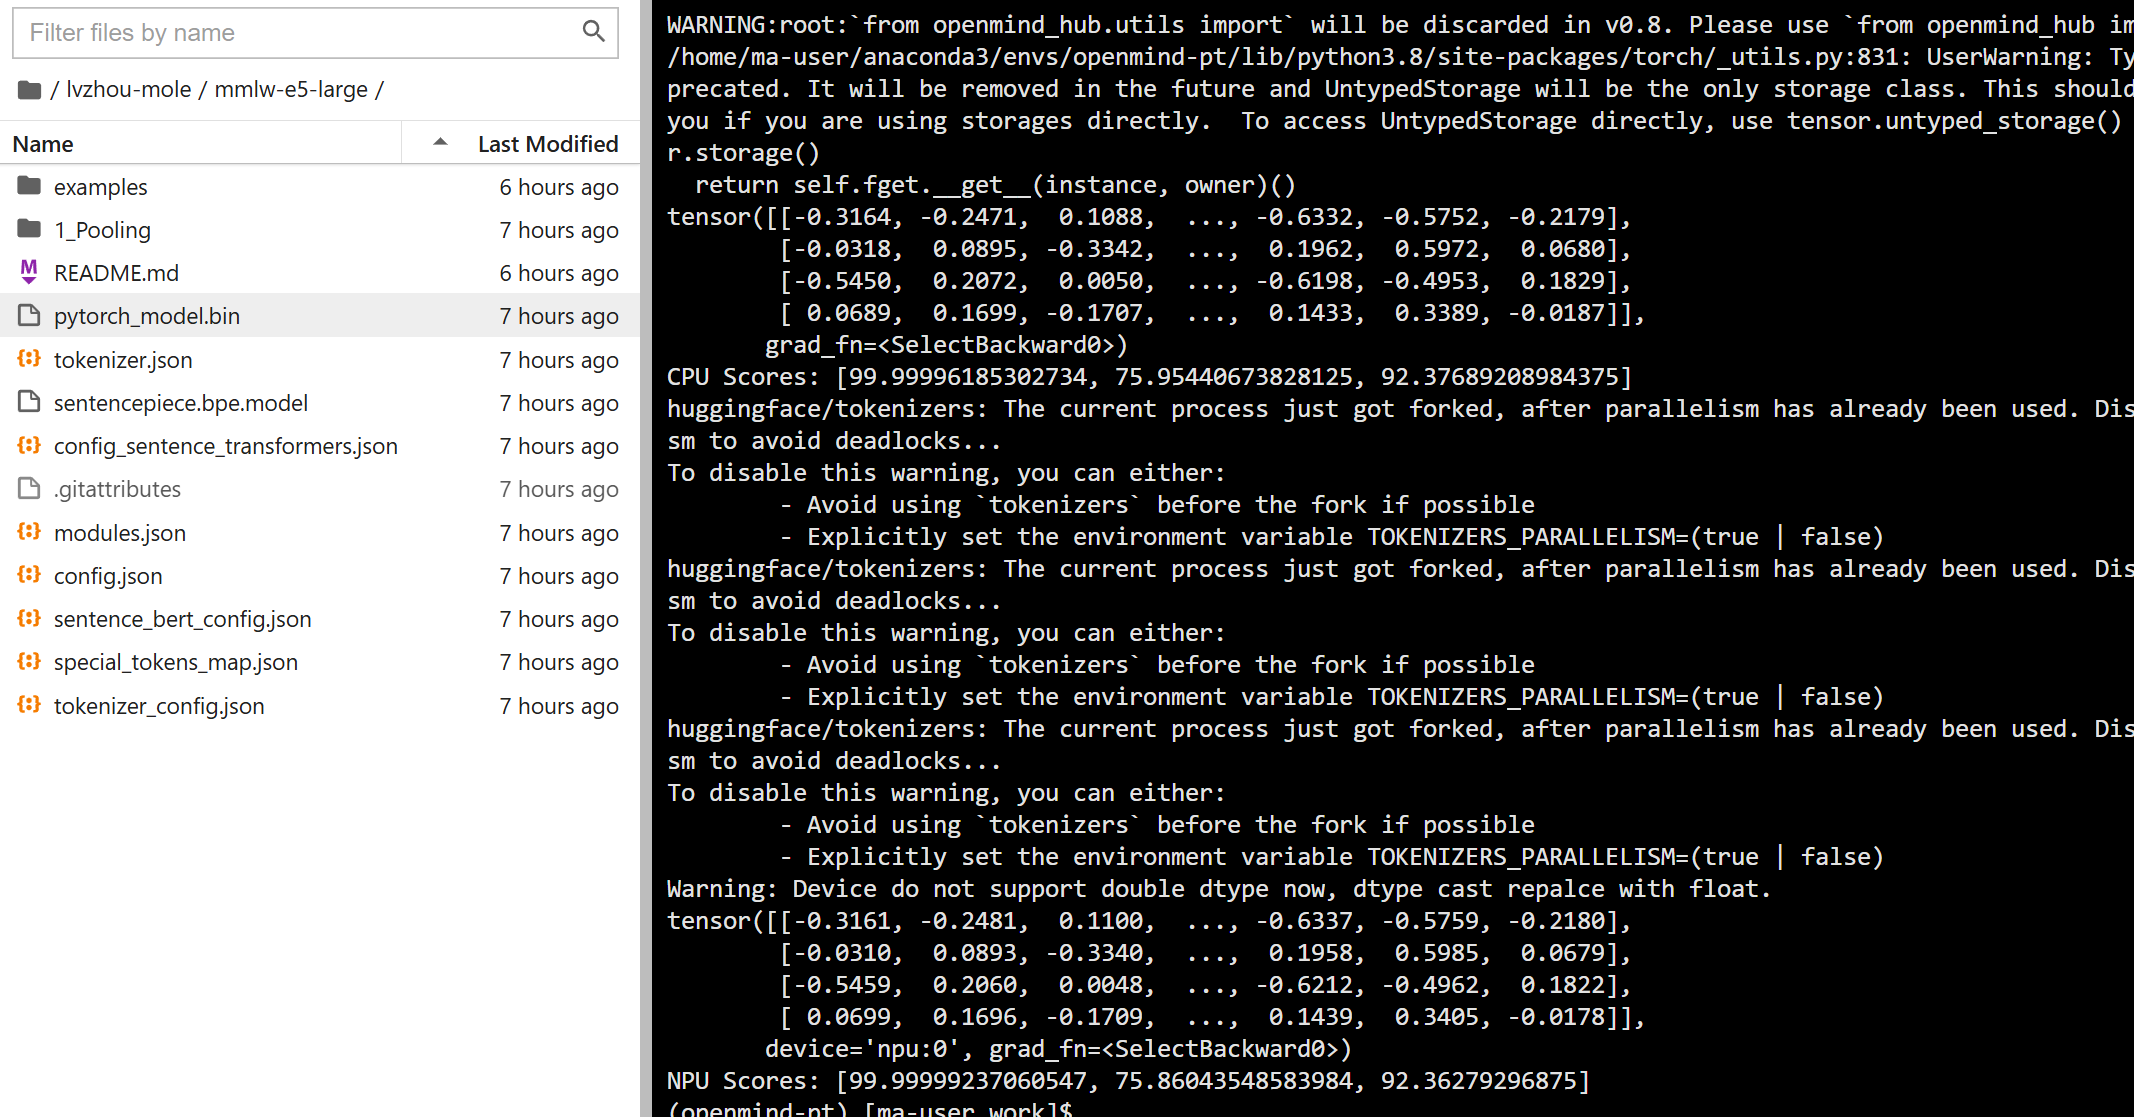 Filter files by name
/ lvzhou-mole / mmlw-e5-large /
Name Last Modified
examples 6 hours ago
1_Pooling 7 hours ago
README.md 6 hours ago
pytorch_model.bin 7 hours ago
tokenizer.json 7 hours ago
sentencepiece.bpe.model 7 hours ago
config_sentence_transformers.json 7 hours ago
.gitattributes 7 hours ago
modules.json 7 hours ago
config.json 7 hours ago
sentence_bert_config.json 7 hours ago
special_tokens_map.json 7 hours ago
tokenizer_config.json 7 hours ago
WARNING:root:`from openmind_hub.utils import` will be discarded in v0.8. Please use `from openmind_hub im
/home/ma-user/anaconda3/envs/openmind-pt/lib/python3.8/site-packages/torch/_utils.py:831: UserWarning: Ty
precated. It will be removed in the future and UntypedStorage will be the only storage class. This should
you if you are using storages directly.  To access UntypedStorage directly, use tensor.untyped_storage()
r.storage()
  return self.fget.__get__(instance, owner)()
tensor([[-0.3164, -0.2471,  0.1088,  ..., -0.6332, -0.5752, -0.2179],
        [-0.0318,  0.0895, -0.3342,  ...,  0.1962,  0.5972,  0.0680],
        [-0.5450,  0.2072,  0.0050,  ..., -0.6198, -0.4953,  0.1829],
        [ 0.0689,  0.1699, -0.1707,  ...,  0.1433,  0.3389, -0.0187]],
       grad_fn=<SelectBackward0>)
CPU Scores: [99.99996185302734, 75.95440673828125, 92.37689208984375]
huggingface/tokenizers: The current process just got forked, after parallelism has already been used. Dis
sm to avoid deadlocks...
To disable this warning, you can either:
        - Avoid using `tokenizers` before the fork if possible
        - Explicitly set the environment variable TOKENIZERS_PARALLELISM=(true | false)
huggingface/tokenizers: The current process just got forked, after parallelism has already been used. Dis
sm to avoid deadlocks...
To disable this warning, you can either:
        - Avoid using `tokenizers` before the fork if possible
        - Explicitly set the environment variable TOKENIZERS_PARALLELISM=(true | false)
huggingface/tokenizers: The current process just got forked, after parallelism has already been used. Dis
sm to avoid deadlocks...
To disable this warning, you can either:
        - Avoid using `tokenizers` before the fork if possible
        - Explicitly set the environment variable TOKENIZERS_PARALLELISM=(true | false)
Warning: Device do not support double dtype now, dtype cast repalce with float.
tensor([[-0.3161, -0.2481,  0.1100,  ..., -0.6337, -0.5759, -0.2180],
        [-0.0310,  0.0893, -0.3340,  ...,  0.1958,  0.5985,  0.0679],
        [-0.5459,  0.2060,  0.0048,  ..., -0.6212, -0.4962,  0.1822],
        [ 0.0699,  0.1696, -0.1709,  ...,  0.1439,  0.3405, -0.0178]],
       device='npu:0', grad_fn=<SelectBackward0>)
NPU Scores: [99.99999237060547, 75.86043548583984, 92.36279296875]
(openmind-pt) [ma-user work]$